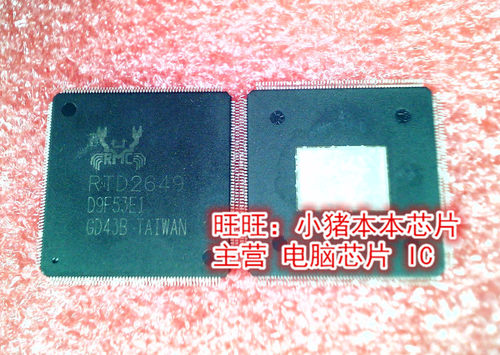 RMC
RTD2649
D9F53E1
GD43B TAIWAN
旺旺：小猪本本芯片
主营 电脑芯片 IC